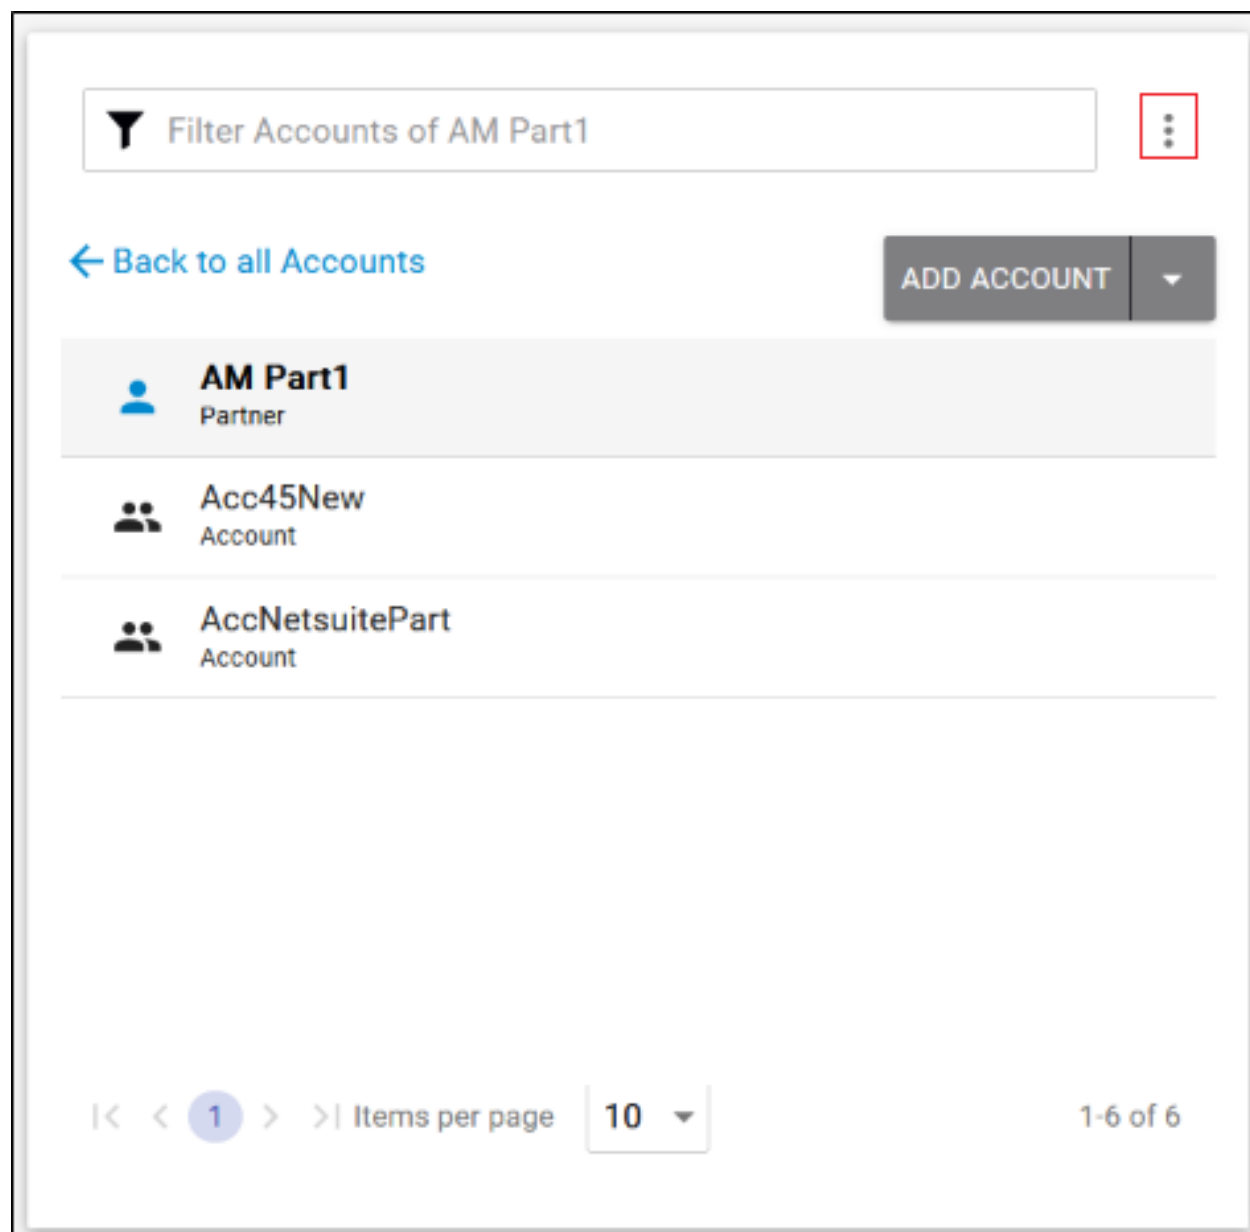 Filter Accounts of AM Part1
Back to all Accounts
ADD ACCOUNT
AM Part1
Partner
Acc45New
Account
AccNetsuitePart
Account
1 Items per page 10 1-6 of 6